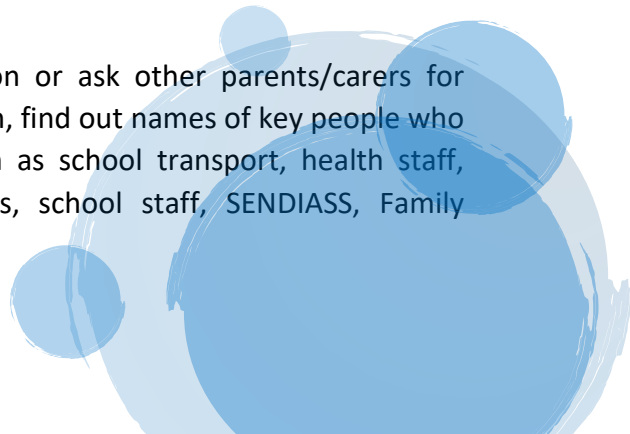 on or ask other parents/carers for
, find out names of key people who
as school transport, health staff,
s, school staff, SENDIASS, Family